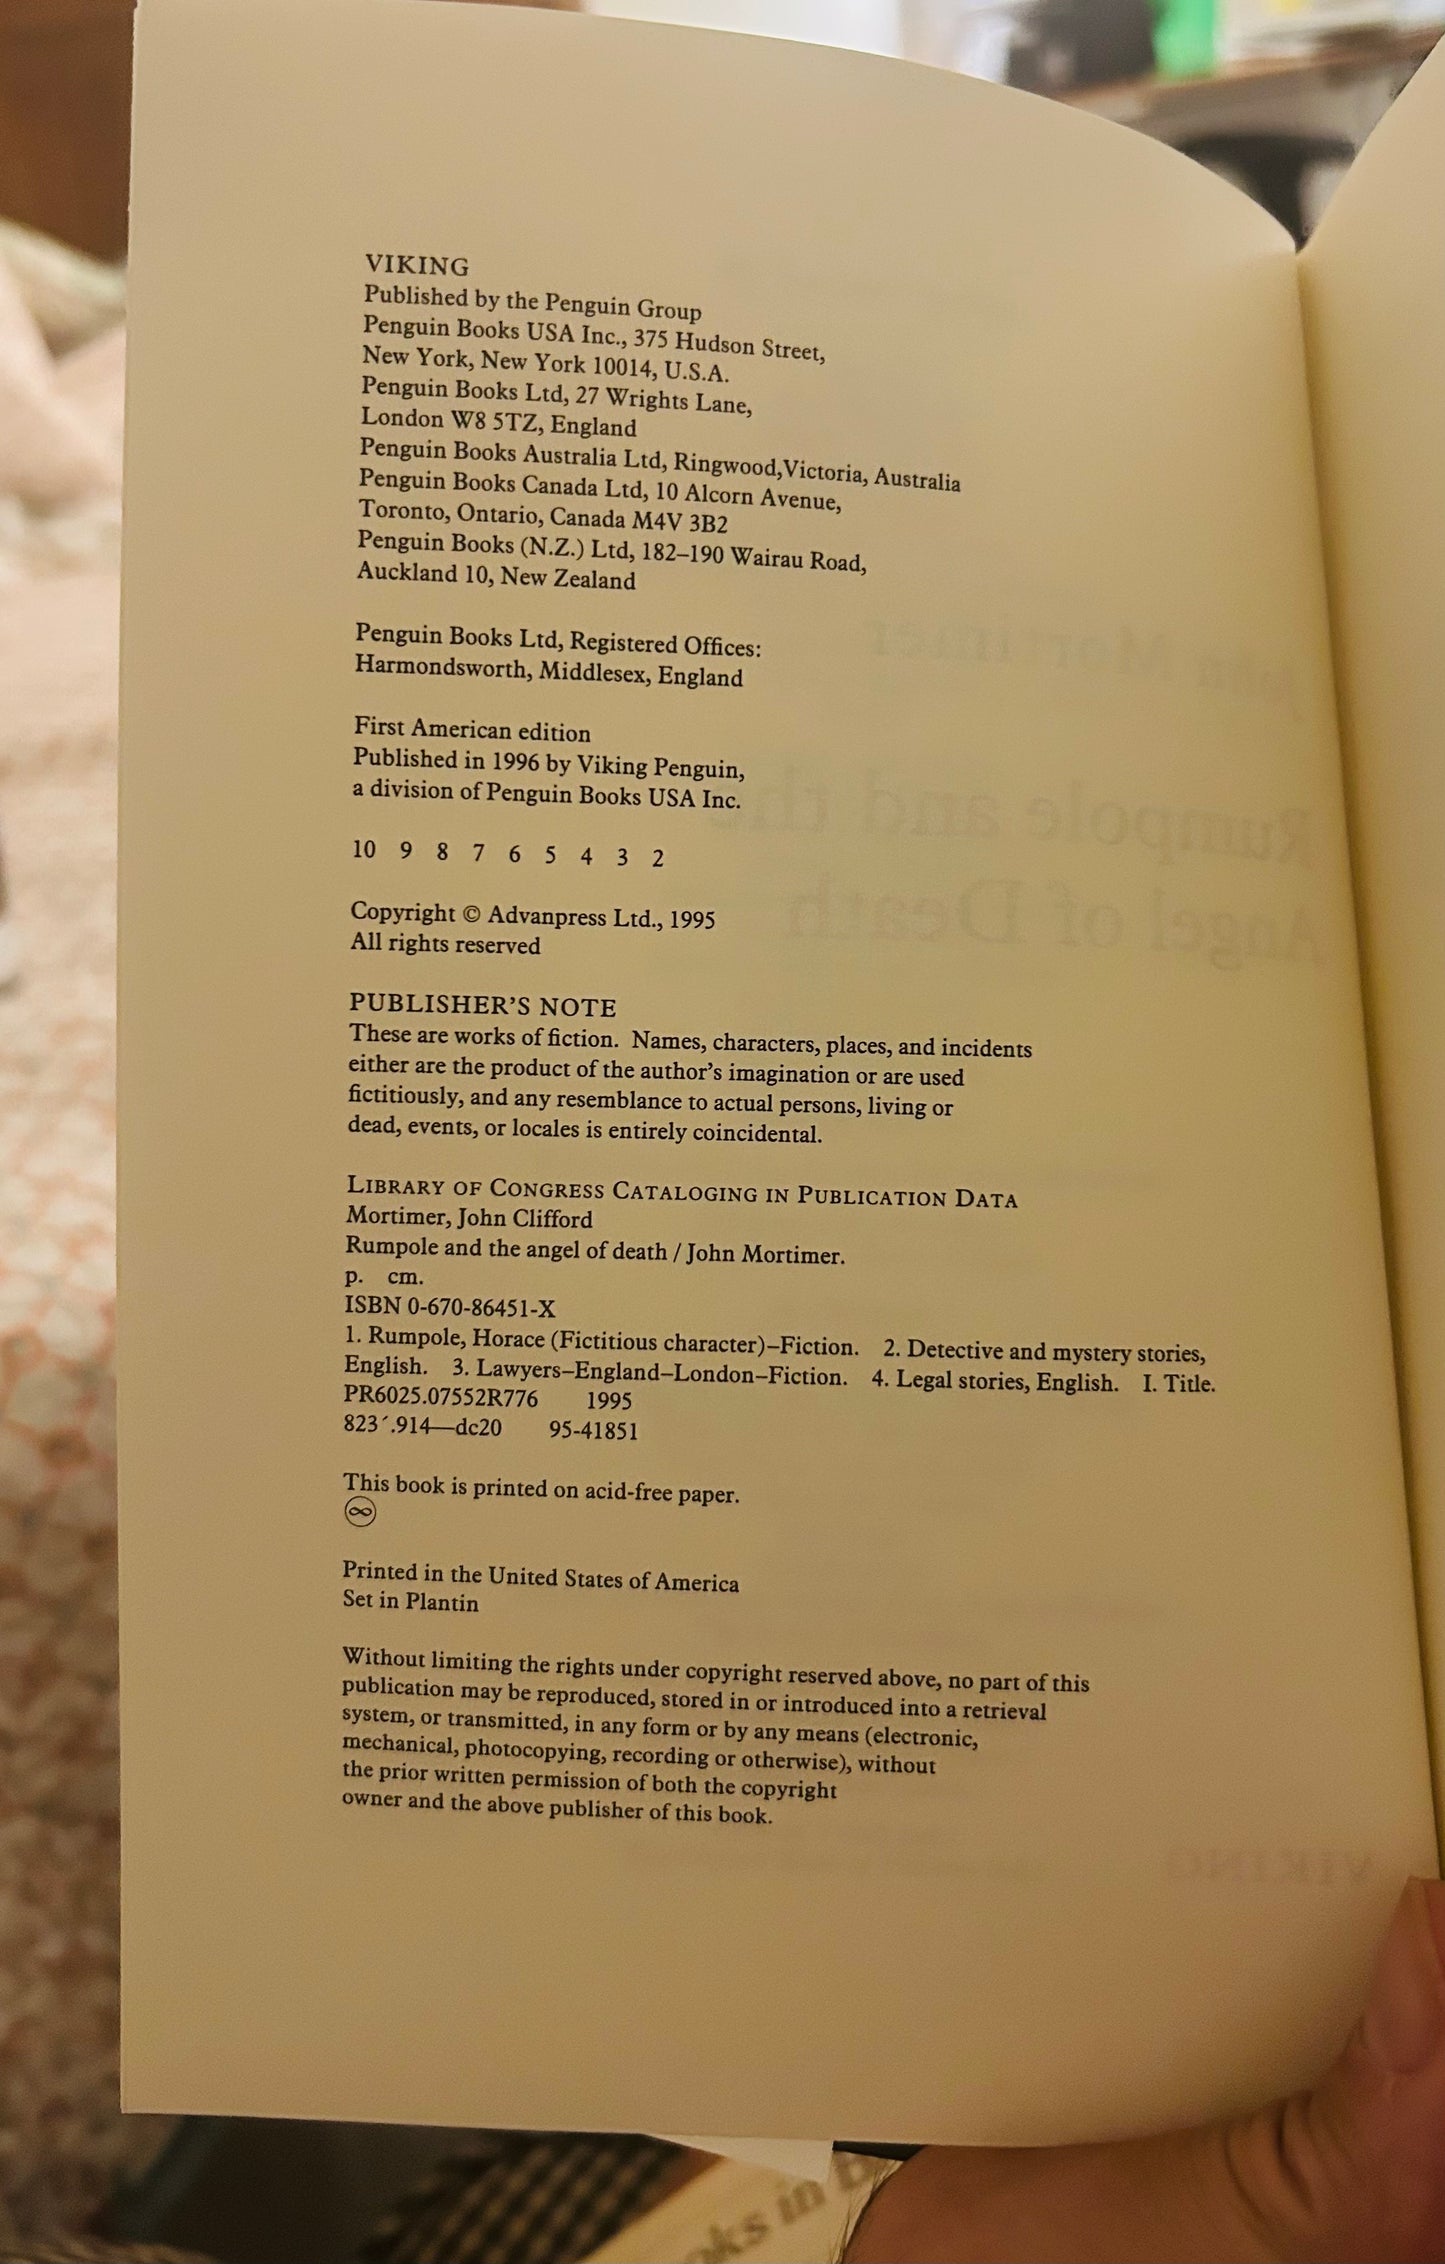 VIKING
Published by the Penguin Group
Penguin Books USA Inc., 375 Hudson Street,
New York, New York 10014, U.S.A.
Penguin Books Ltd, 27 Wrights Lane,
London W8 5TZ, England
Penguin Books Australia Ltd, Ringwood,Victoria, Australia
Penguin Books Canada Ltd, 10 Alcorn Avenue,
Toronto, Ontario, Canada M4V 3B2
Penguin Books (N.Z.) Ltd, 182–190 Wairau Road,
Auckland 10, New Zealand
Penguin Books Ltd, Registered Offices:
Harmondsworth, Middlesex, England
First American edition
Published in 1996 by Viking Penguin,
a division of Penguin Books USA Inc.
10 9 8 7 6 5 4 3 2
Copyright © Advanpress Ltd., 1995
All rights reserved
PUBLISHER'S NOTE
These are works of fiction. Names, characters, places, and incidents
either are the product of the author's imagination or are used
fictitiously, and any resemblance to actual persons, living or
dead, events, or locales is entirely coincidental.
LIBRARY OF CONGRESS CATALOGING IN PUBLICATION DATA
Mortimer, John Clifford
Rumpole and the angel of death / John Mortimer.
p. cm.
ISBN 0-670-86451-X
1. Rumpole, Horace (Fictitious character)–Fiction. 2. Detective and mystery stories,
English. 3. Lawyers–England–London–Fiction. 4. Legal stories, English. I. Title.
PR6025.07552R776 1995
823´.914—dc20 95-41851
This book is printed on acid-free paper.
♾
Printed in the United States of America
Set in Plantin
Without limiting the rights under copyright reserved above, no part of this
publication may be reproduced, stored in or introduced into a retrieval
system, or transmitted, in any form or by any means (electronic,
mechanical, photocopying, recording or otherwise), without
the prior written permission of both the copyright
owner and the above publisher of this book.
Rumpole and the
Angel of Death
VIKING
in